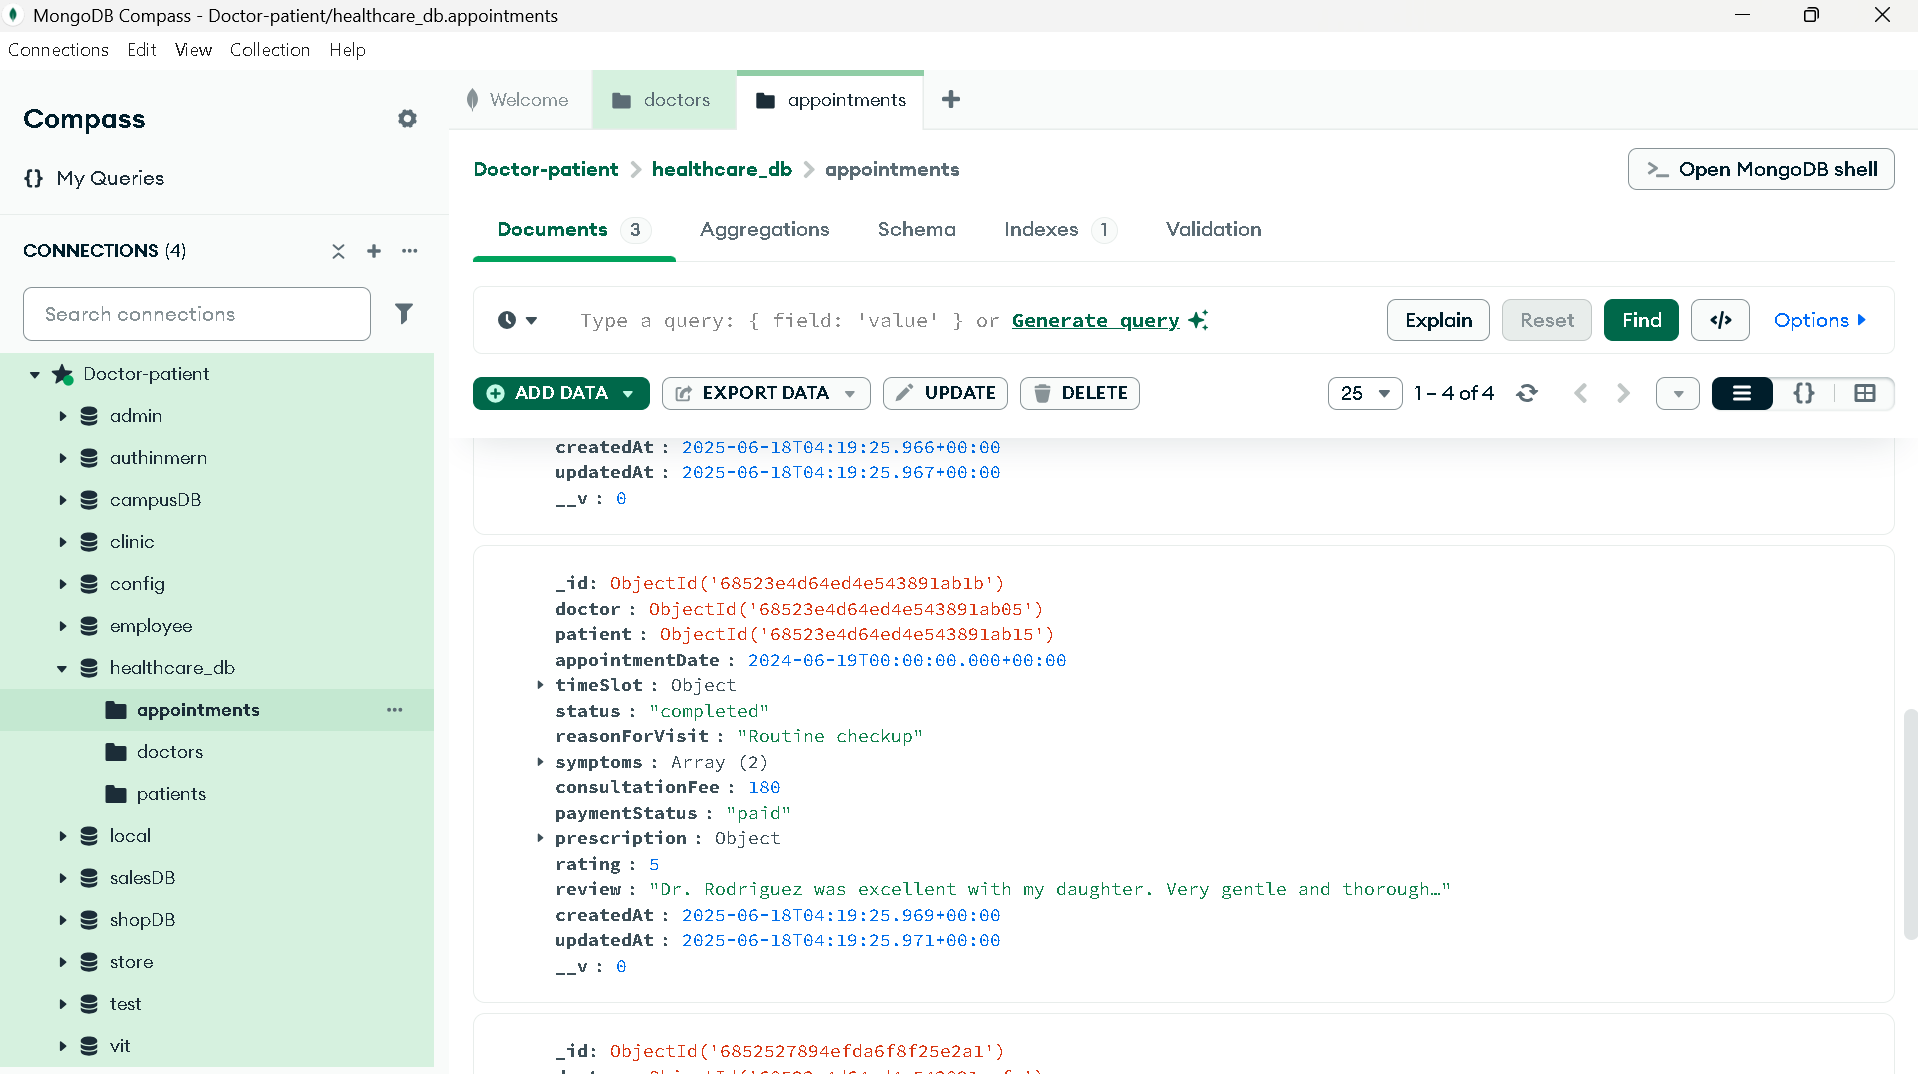 MongoDB Compass - Doctor-patient/healthcare_db.appointments
Connections Edit View Collection Help
Compass
{} My Queries
CONNECTIONS (4)
Search connections
Doctor-patient
admin
authinmern
campusDB
clinic
config
employee
healthcare_db
appointments
doctors
patients
local
salesDB
shopDB
store
test
vit
Welcome doctors appointments
Doctor-patient healthcare_db appointments
>_ Open MongoDB shell
Documents 3 Aggregations Schema Indexes 1 Validation
Type a query: { field: 'value' } or Generate query Explain Reset Find </> Options
ADD DATA EXPORT DATA UPDATE DELETE 25 1 – 4 of 4 {}
createdAt : 2025-06-18T04:19:25.966+00:00
updatedAt : 2025-06-18T04:19:25.967+00:00
__v : 0
_id: ObjectId('68523e4d64ed4e543891ab1b')
doctor : ObjectId('68523e4d64ed4e543891ab05')
patient : ObjectId('68523e4d64ed4e543891ab15')
appointmentDate : 2024-06-19T00:00:00.000+00:00
timeSlot : Object
status : "completed"
reasonForVisit : "Routine checkup"
symptoms : Array (2)
consultationFee : 180
paymentStatus : "paid"
prescription : Object
rating : 5
review : "Dr. Rodriguez was excellent with my daughter. Very gentle and thorough…"
createdAt : 2025-06-18T04:19:25.969+00:00
updatedAt : 2025-06-18T04:19:25.971+00:00
__v : 0
_id: ObjectId('6852527894efda6f8f25e2a1')